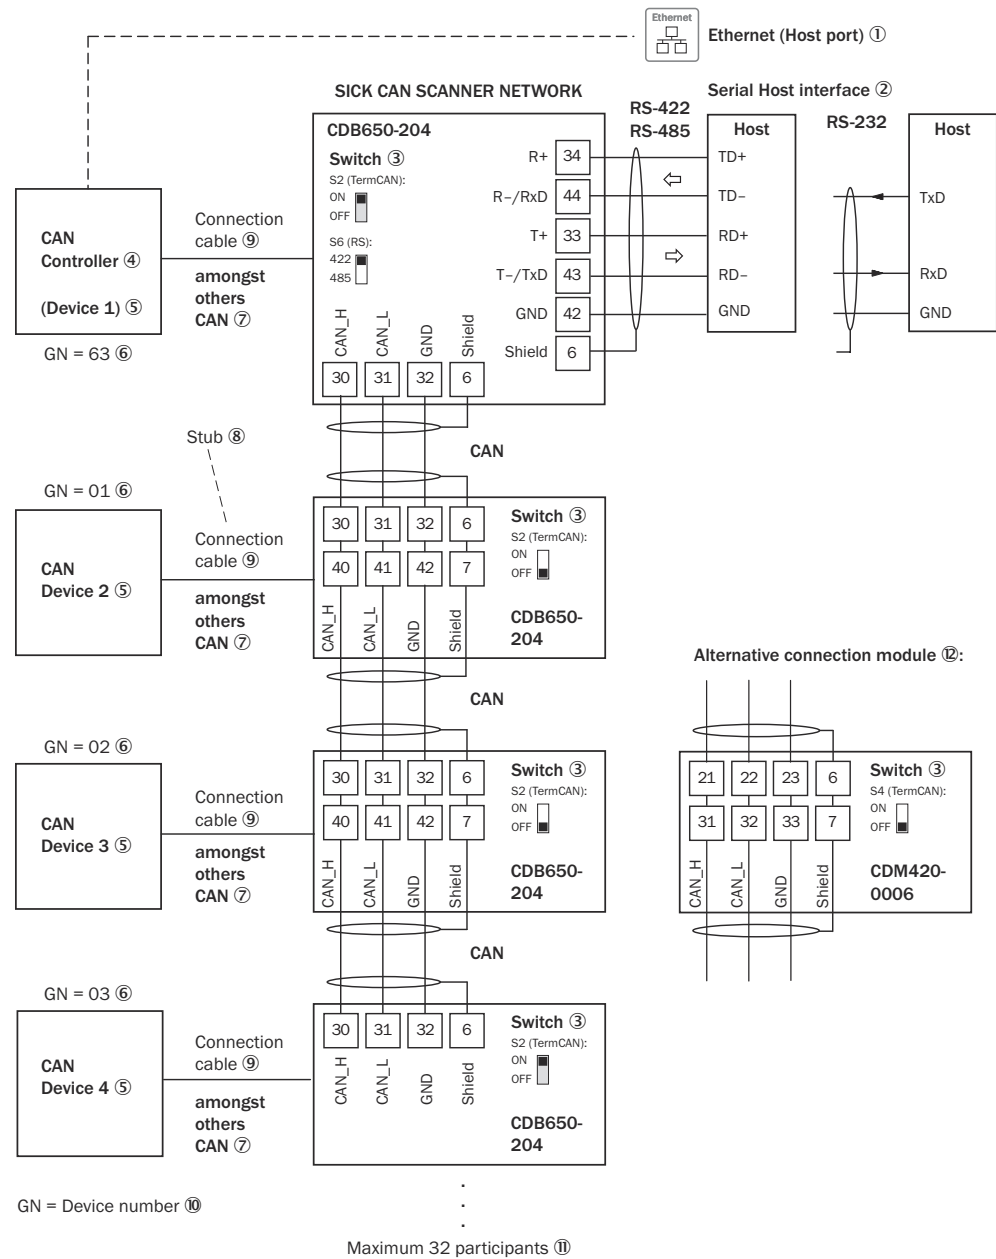 Ethernet
Ethernet (Host port) ①
SICK CAN SCANNER NETWORK
Serial Host interface ②
RS-422
RS-485
RS-232
CDB650-204
Switch ③
S2 (TermCAN):
ON
OFF
S6 (RS):
422
485
R+ 34
R–/RxD 44
T+ 33
T–/TxD 43
GND 42
Shield 6
Host
TD+
TD–
RD+
RD–
GND
Host
TxD
RxD
GND
CAN
Controller ④
(Device 1) ⑤
GN = 63 ⑥
Connection
cable ⑨
amongst
others
CAN ⑦
CAN_H CAN_L GND Shield
30 31 32 6
CAN
Stub ⑧
GN = 01 ⑥
CAN
Device 2 ⑤
Connection
cable ⑨
amongst
others
CAN ⑦
30 31 32 6
40 41 42 7
CAN_H CAN_L GND Shield
Switch ③
S2 (TermCAN):
ON
OFF
CDB650-
204
CAN
GN = 02 ⑥
CAN
Device 3 ⑤
Connection
cable ⑨
amongst
others
CAN ⑦
30 31 32 6
40 41 42 7
CAN_H CAN_L GND Shield
Switch ③
S2 (TermCAN):
ON
OFF
CDB650-
204
Alternative connection module ⑫:
21 22 23 6
31 32 33 7
CAN_H CAN_L GND Shield
Switch ③
S4 (TermCAN):
ON
OFF
CDM420-
0006
CAN
GN = 03 ⑥
CAN
Device 4 ⑤
Connection
cable ⑨
amongst
others
CAN ⑦
30 31 32 6
CAN_H CAN_L GND Shield
Switch ③
S2 (TermCAN):
ON
OFF
CDB650-
204
GN = Device number ⑩
.
.
.
Maximum 32 participants ⑪